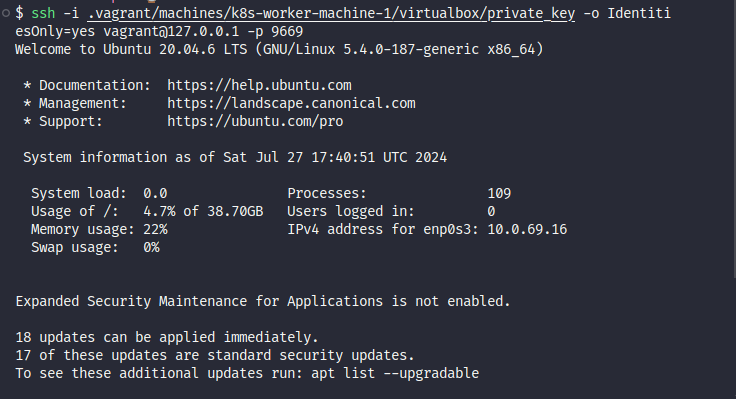 $ ssh -i .vagrant/machines/k8s-worker-machine-1/virtualbox/private_key -o Identiti
esOnly=yes vagrant@127.0.0.1 -p 9669
Welcome to Ubuntu 20.04.6 LTS (GNU/Linux 5.4.0-187-generic x86_64)

 * Documentation:  https://help.ubuntu.com
 * Management:     https://landscape.canonical.com
 * Support:        https://ubuntu.com/pro

 System information as of Sat Jul 27 17:40:51 UTC 2024

  System load:  0.0               Processes:               109
  Usage of /:   4.7% of 38.70GB   Users logged in:         0
  Memory usage: 22%               IPv4 address for enp0s3: 10.0.69.16
  Swap usage:   0%

Expanded Security Maintenance for Applications is not enabled.

18 updates can be applied immediately.
17 of these updates are standard security updates.
To see these additional updates run: apt list --upgradable